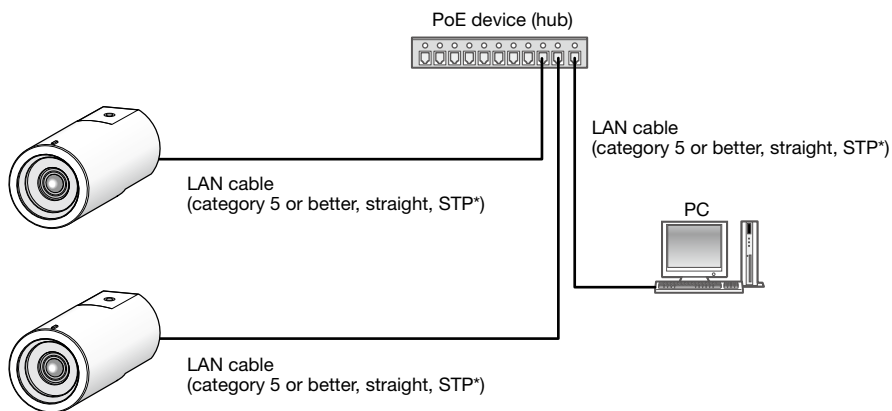 PoE device (hub)
LAN cable
(category 5 or better, straight, STP*)
LAN cable
(category 5 or better, straight, STP*)
PC
LAN cable
(category 5 or better, straight, STP*)